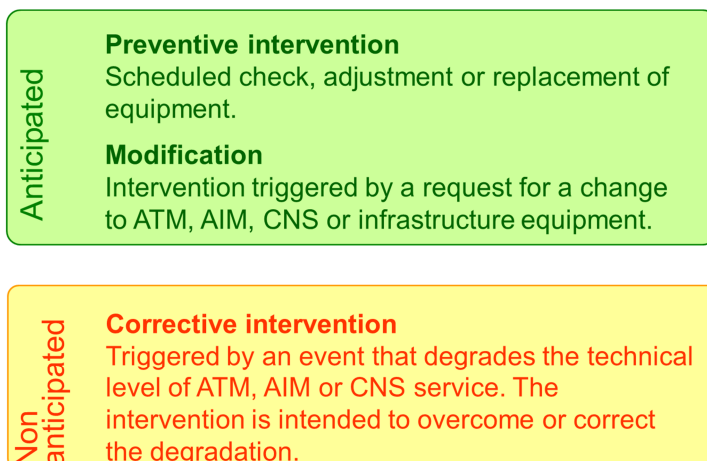 Anticipated
Preventive intervention
Scheduled check, adjustment or replacement of
equipment.
Modification
Intervention triggered by a request for a change
to ATM, AIM, CNS or infrastructure equipment.
Non
anticipated
Corrective intervention
Triggered by an event that degrades the technical
level of ATM, AIM or CNS service. The
intervention is intended to overcome or correct
the degradation.